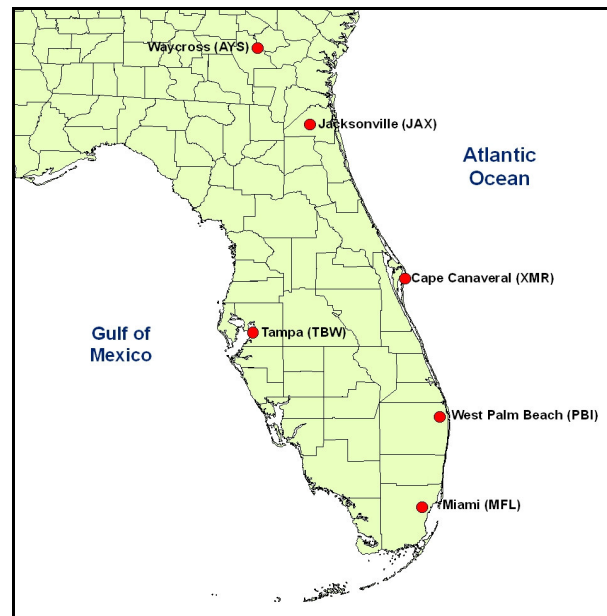 Waycross (AYS)
Jacksonville (JAX)
Atlantic
Ocean
Cape Canaveral (XMR)
Gulf of
Mexico
Tampa (TBW)
West Palm Beach (PBI)
Miami (MFL)